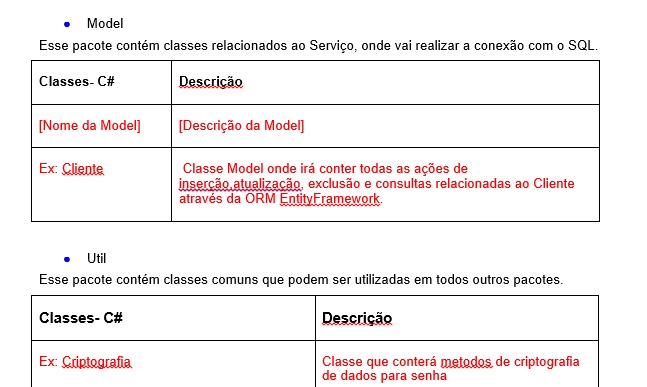 Model
Esse pacote contém classes relacionados ao Serviço, onde vai realizar a conexão com o SQL.
Classes- C#
Descrição
[Nome da Model]
[Descrição da Model]
Ex: Cliente
Classe Model onde irá conter todas as ações de
inserção,atualização, exclusão e consultas relacionadas ao Cliente
através da ORM EntityFramework.
Util
Esse pacote contém classes comuns que podem ser utilizadas em todos outros pacotes.
Classes- C#
Descrição
Ex: Criptografia
Classe que conterá metodos de criptografia
de dados para senha